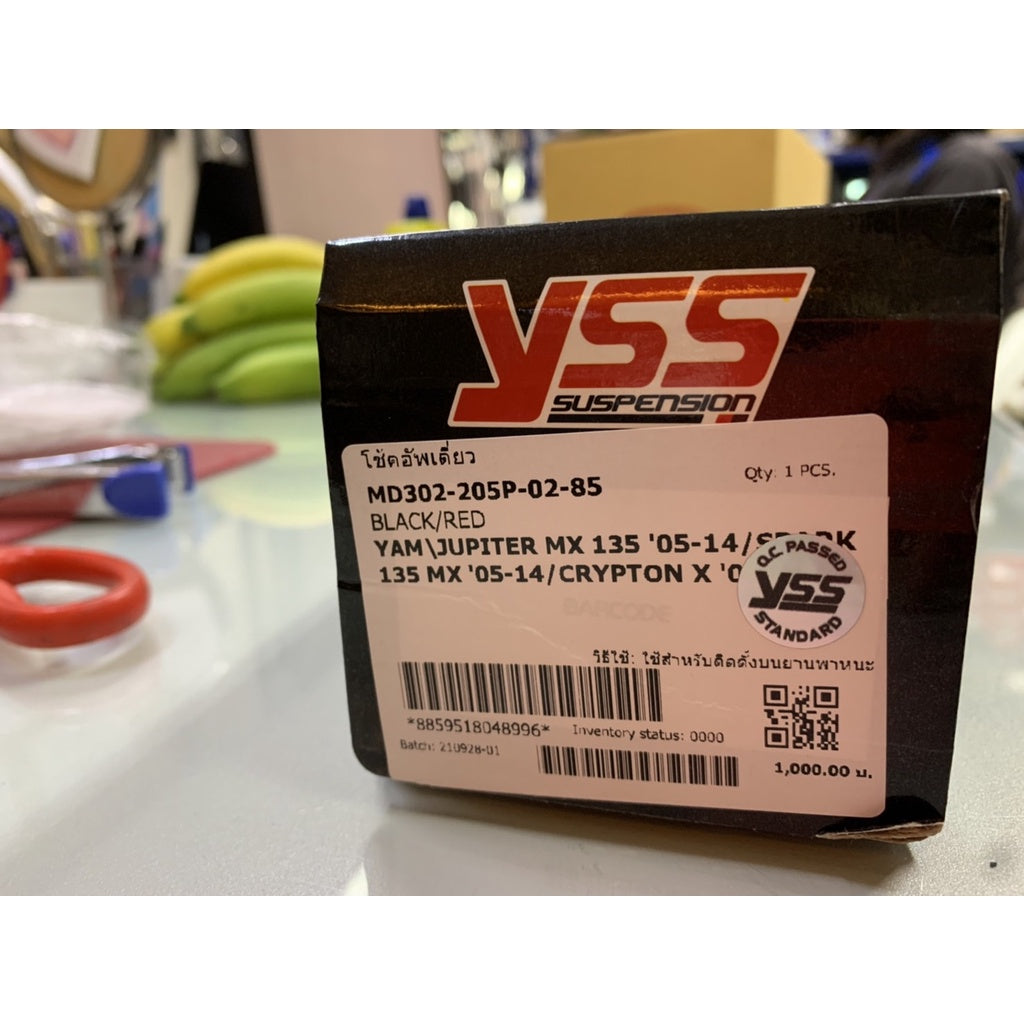 YSS
SUSPENSION
โช้คอัพเดี่ยว
Qty: 1 PCS.
MD302-205P-02-85
BLACK/RED
YAM\JUPITER MX 135 '05-14/SPARK
135 MX '05-14/CRYPTON X '0
Q.C. PASSED
YSS
STANDARD
BARCODE
วิธีใช้: ใช้สำหรับติดตั้งบนยานพาหนะ
*8859518048996*
Inventory status: 0000
Batch: 210928-01
1,000.00 บ.